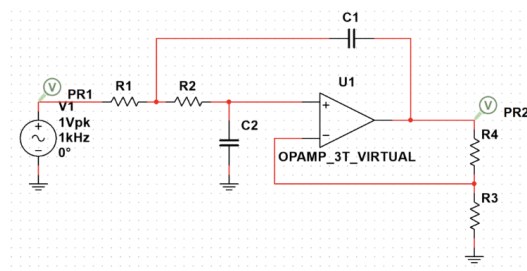 C1
V
PR1
R1
R2
U1
V
PR2
V1
1Vpk
1kHz
0°
C2
OPAMP_3T_VIRTUAL
R4
R3